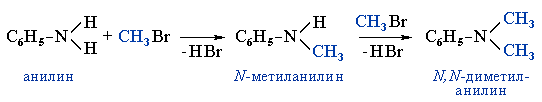 H H CH₃
C₆H₅–N + CH₃Br C₆H₅–N CH₃Br C₆H₅–N
H -HBr CH₃ -HBr CH₃
анилин N-метиланилин N,N-диметил-
анилин